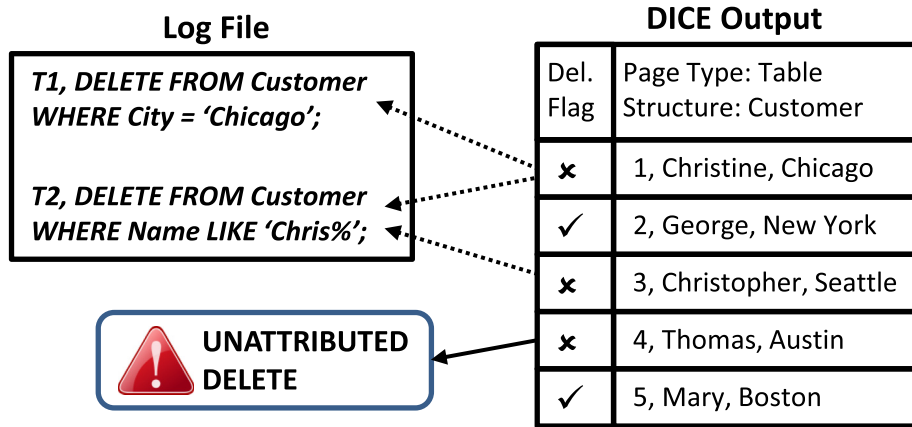 Log File
T1, DELETE FROM Customer
WHERE City = ‘Chicago’;
T2, DELETE FROM Customer
WHERE Name LIKE ‘Chris%’;
UNATTRIBUTED
DELETE
DICE Output
Del. Flag
Page Type: Table
Structure: Customer
✗ 1, Christine, Chicago
✓ 2, George, New York
✗ 3, Christopher, Seattle
✗ 4, Thomas, Austin
✓ 5, Mary, Boston